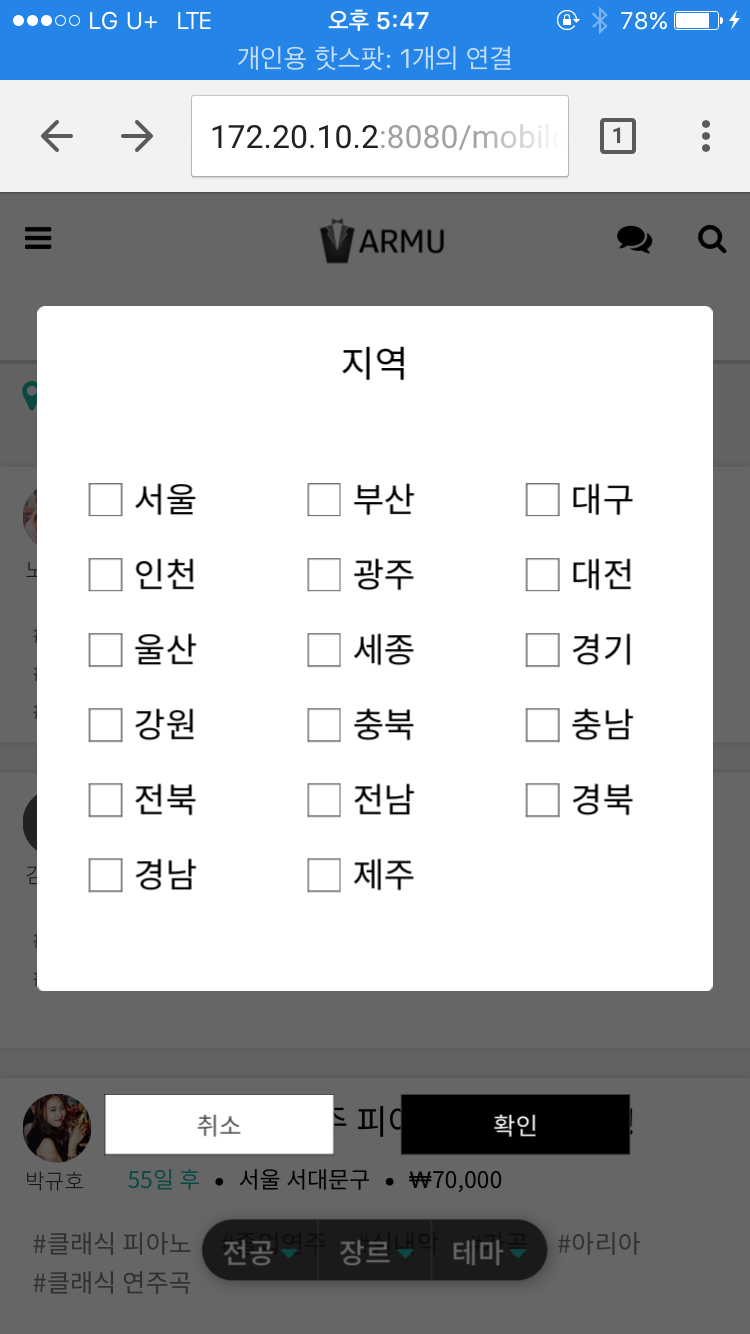 LG U+ LTE 오후 5:47 78%
개인용 핫스팟: 1개의 연결
172.20.10.2:8080/mobile
1
ARMU
지역
서울 부산 대구
인천 광주 대전
울산 세종 경기
강원 충북 충남
전북 전남 경북
경남 제주
취소 확인
박규호 55일 후 • 서울 서대문구 • ₩70,000
#클래식 피아노 #아리아
전공 장르 테마
#클래식 연주곡